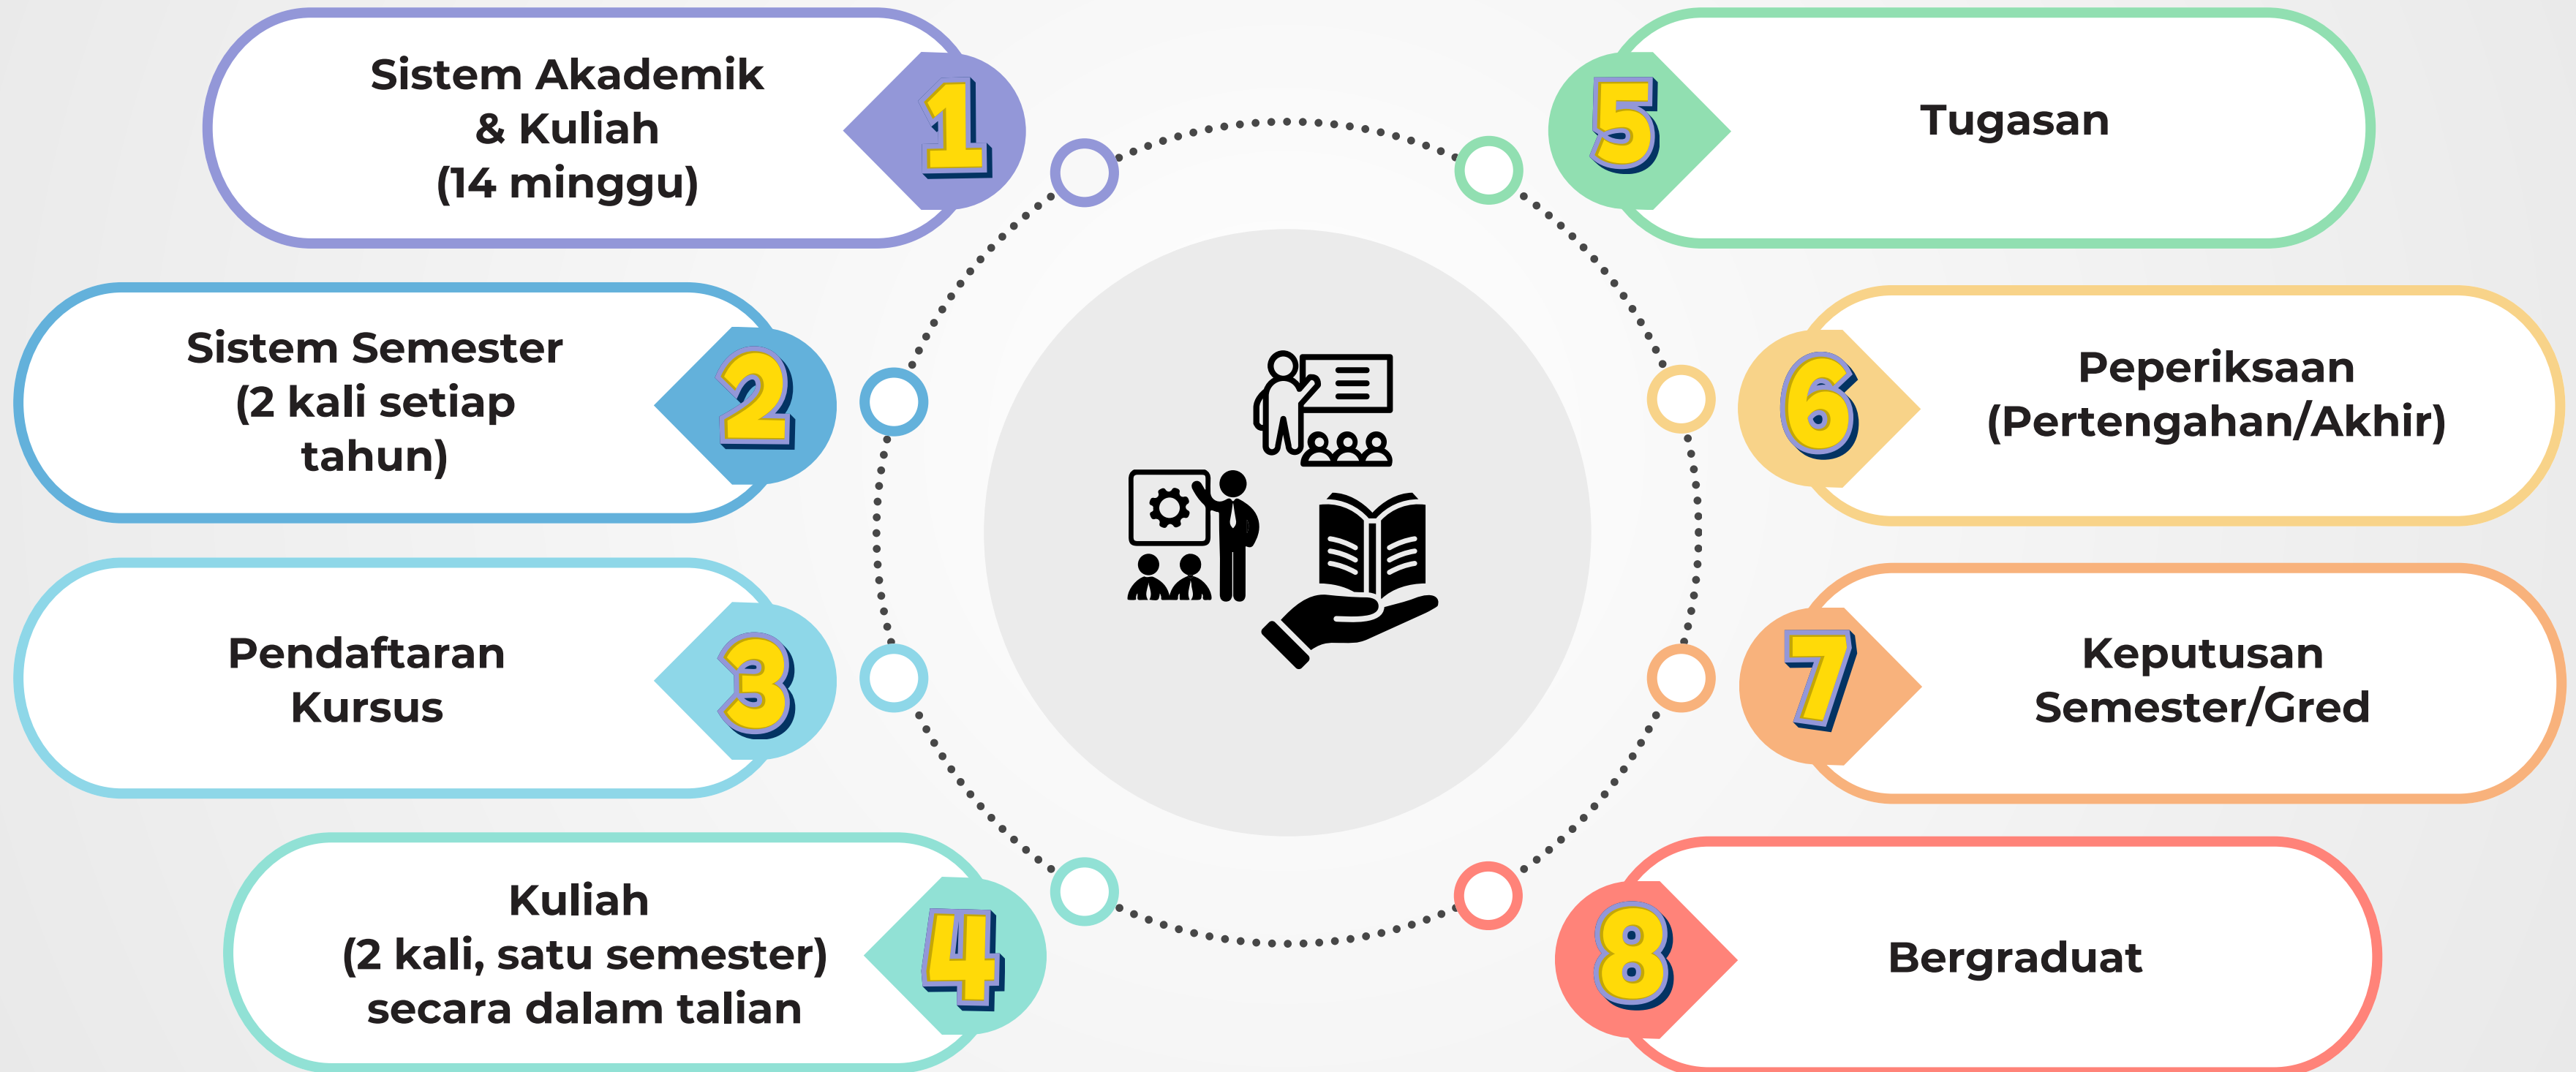 Sistem Akademik
& Kuliah
(14 minggu)
1
Sistem Semester
(2 kali setiap
tahun)
2
Pendaftaran
Kursus
3
Kuliah
(2 kali, satu semester)
secara dalam talian
4
5
Tugasan
6
Peperiksaan
(Pertengahan/Akhir)
7
Keputusan
Semester/Gred
8
Bergraduat